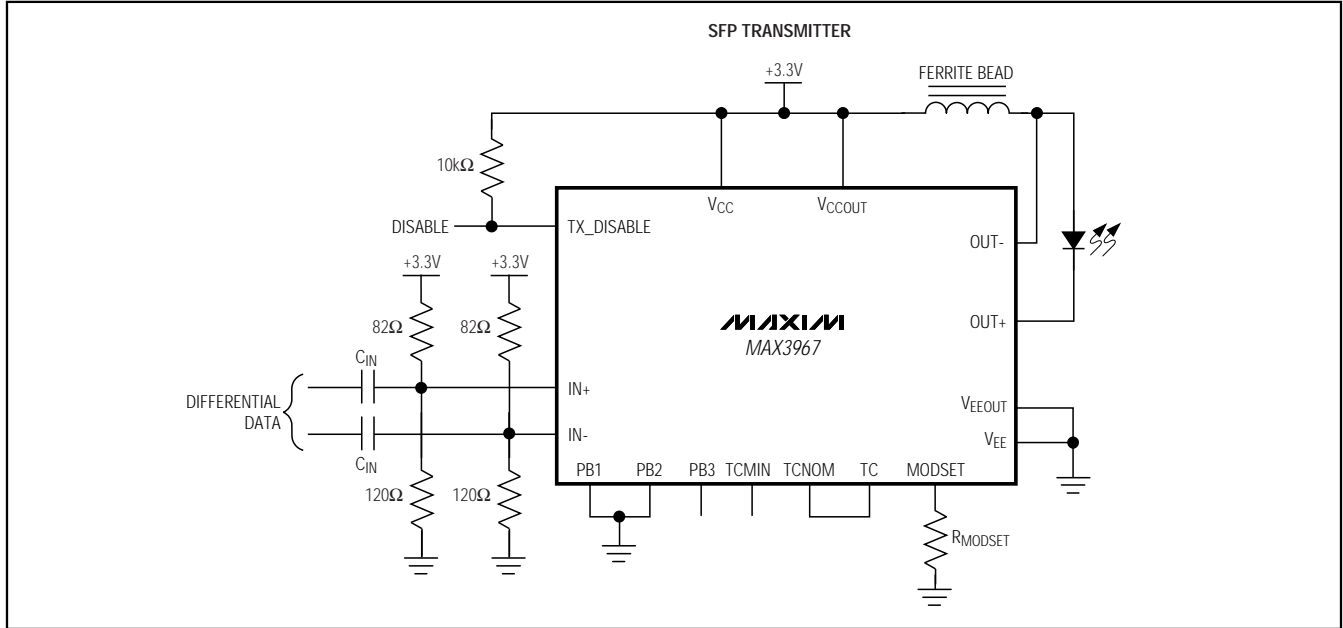 SFP TRANSMITTER
+3.3V
FERRITE BEAD
10kΩ
VCC
VCCOUT
DISABLE
TX_DISABLE
OUT-
+3.3V
+3.3V
82Ω
82Ω
MAXIM
MAX3967
OUT+
CIN
DIFFERENTIAL
DATA
IN+
IN-
CIN
VEEOUT
VEE
PB1
PB2
PB3
TCMIN
TCNOM
TC
MODSET
120Ω
120Ω
RMODSET